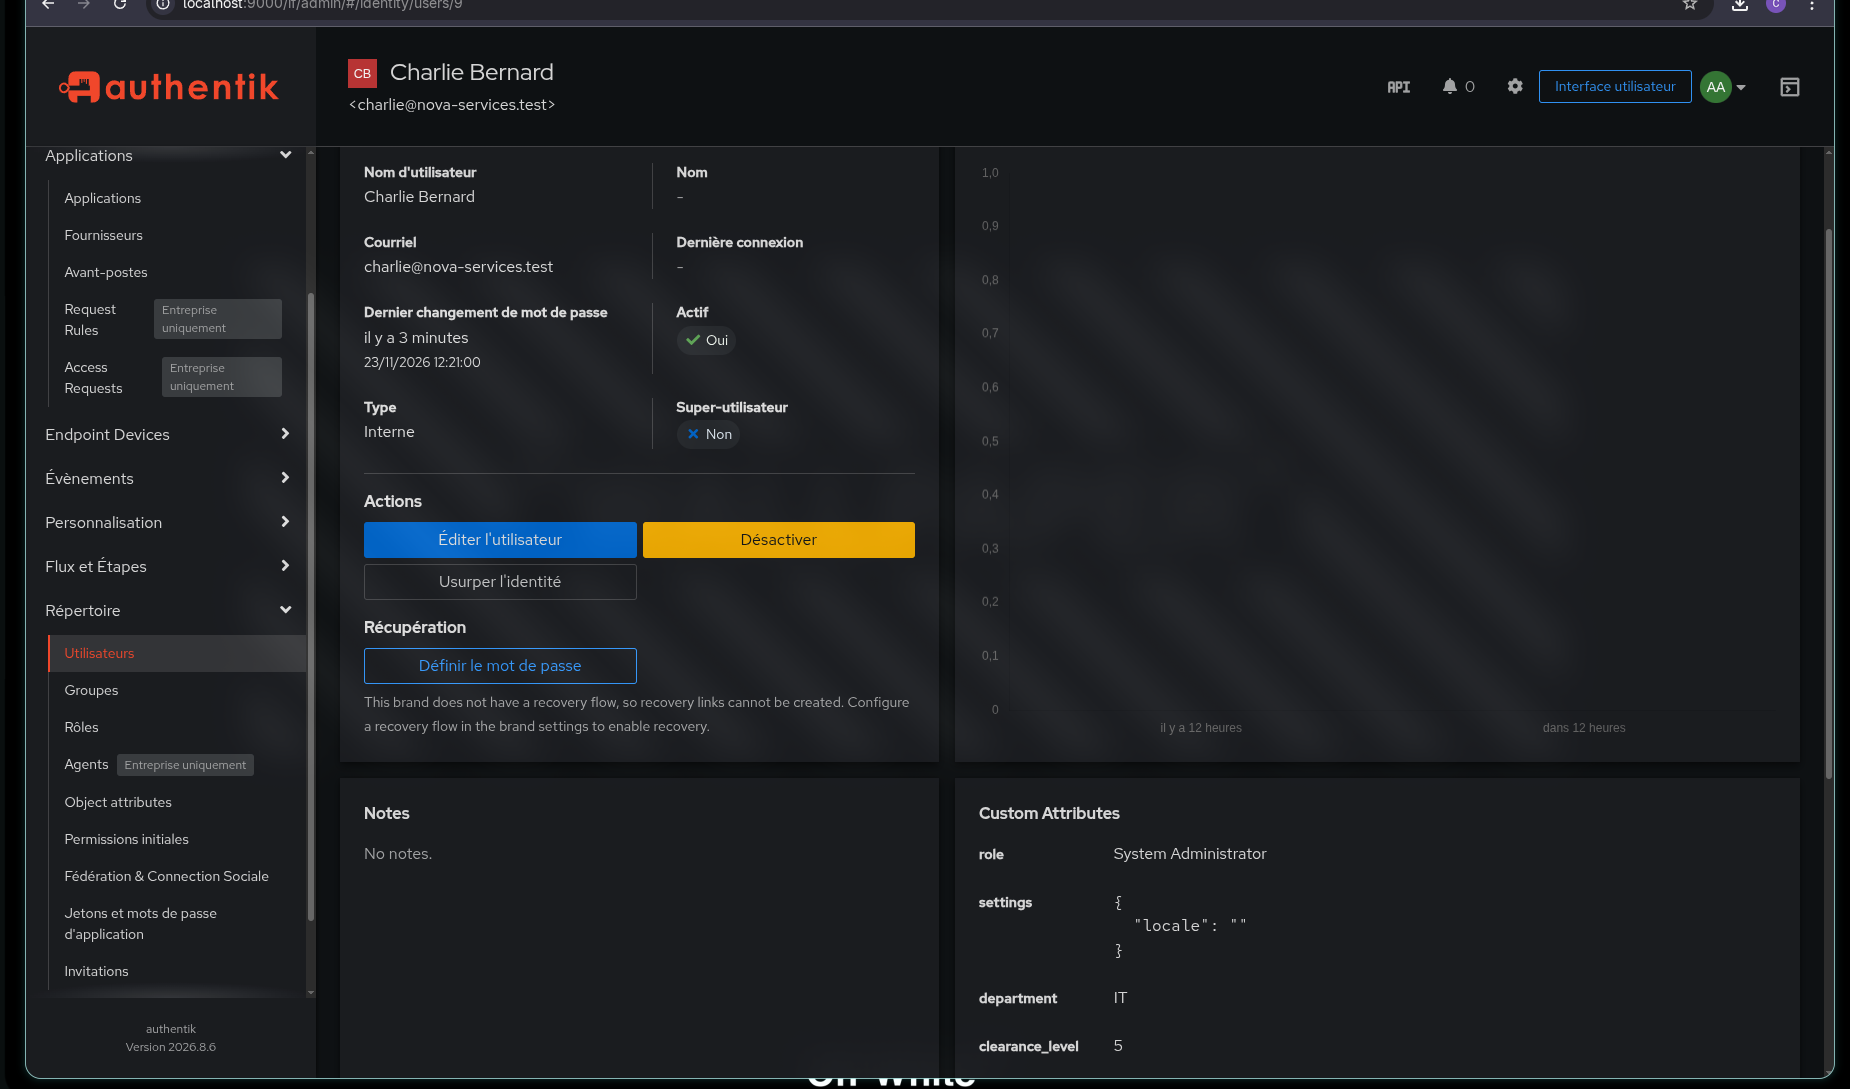 localhost:9000/if/admin/#/identity/users/9
C
authentik
CB
Charlie Bernard
<charlie@nova-services.test>
API
0
Interface utilisateur
AA
Applications
Applications
Fournisseurs
Avant-postes
Request
Rules
Entreprise
uniquement
Access
Requests
Entreprise
uniquement
Endpoint Devices
Évènements
Personnalisation
Flux et Étapes
Répertoire
Utilisateurs
Groupes
Rôles
Agents
Entreprise uniquement
Object attributes
Permissions initiales
Fédération & Connection Sociale
Jetons et mots de passe
d'application
Invitations
authentik
Version 2026.8.6
Nom d'utilisateur
Charlie Bernard
Nom
-
Courriel
charlie@nova-services.test
Dernière connexion
-
Dernier changement de mot de passe
il y a 3 minutes
23/11/2026 12:21:00
Actif
Oui
Type
Interne
Super-utilisateur
Non
Actions
Éditer l'utilisateur
Désactiver
Usurper l'identité
Récupération
Définir le mot de passe
This brand does not have a recovery flow, so recovery links cannot be created. Configure
a recovery flow in the brand settings to enable recovery.
1,0
0,9
0,8
0,7
0,6
0,5
0,4
0,3
0,2
0,1
0
il y a 12 heures
dans 12 heures
Notes
No notes.
Custom Attributes
role
System Administrator
settings
{
"locale": ""
}
department
IT
clearance_level
5